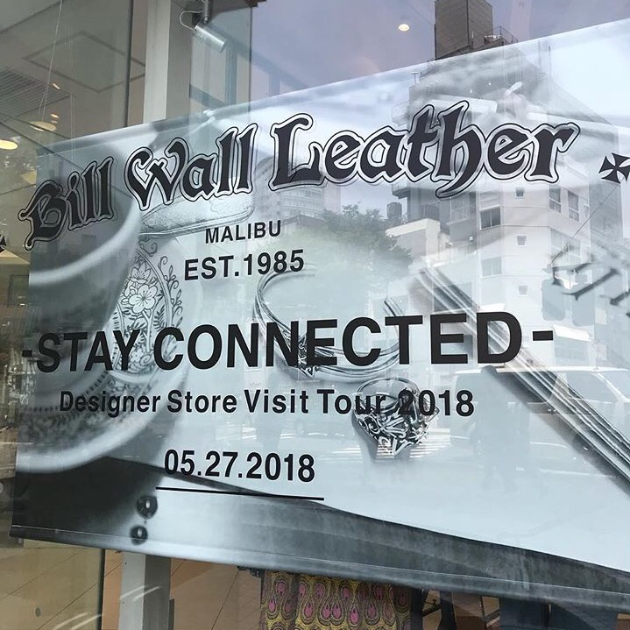 Bill Wall Leather
MALIBU
EST.1985
-STAY CONNECTED-
Designer Store Visit Tour 2018
05.27.2018